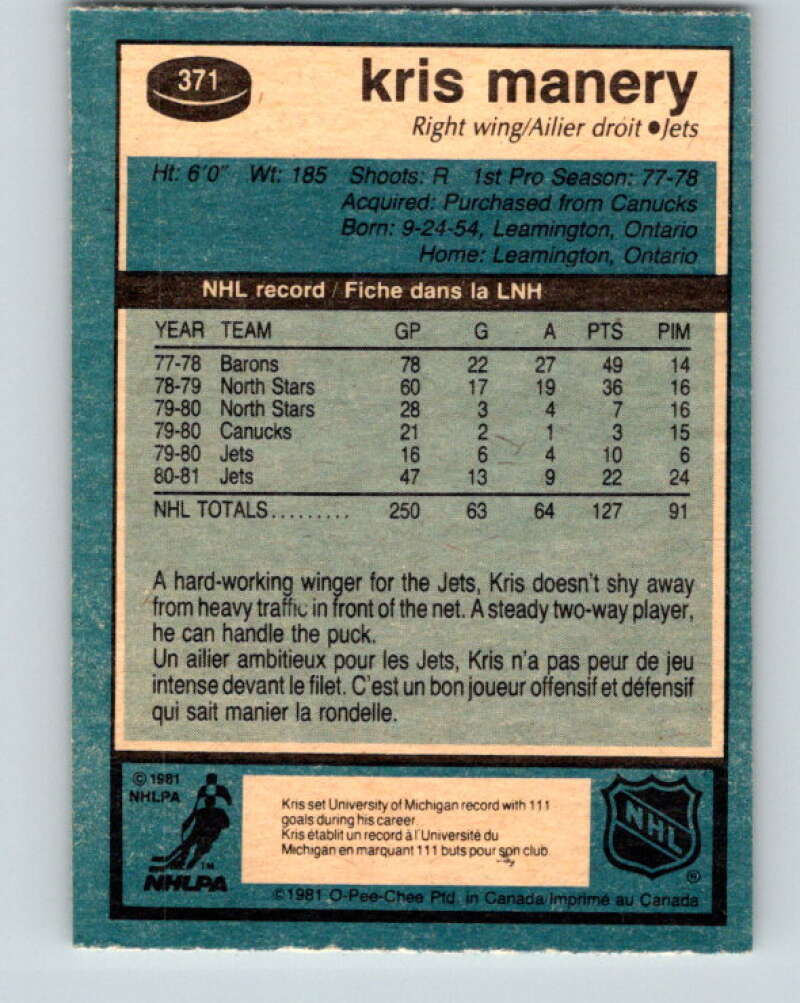 371
kris manery
Right wing/Ailier droit ●Jets
Ht: 6'0" Wt: 185 Shoots: R 1st Pro Season: 77-78
Acquired: Purchased from Canucks
Born: 9-24-54, Leamington, Ontario
Home: Leamington, Ontario
NHL record / Fiche dans la LNH
YEAR TEAM GP G A PTS PIM
77-78 Barons 78 22 27 49 14
78-79 North Stars 60 17 19 36 16
79-80 North Stars 28 3 4 7 16
79-80 Canucks 21 2 1 3 15
79-80 Jets 16 6 4 10 6
80-81 Jets 47 13 9 22 24
NHL TOTALS......... 250 63 64 127 91
A hard-working winger for the Jets, Kris doesn't shy away
from heavy traffic in front of the net. A steady two-way player,
he can handle the puck.
Un ailier ambitieux pour les Jets, Kris n'a pas peur de jeu
intense devant le filet. C'est un bon joueur offensif et défensif
qui sait manier la rondelle.
©1981
NHLPA
TM
NHLPA
Kris set University of Michigan record with 111
goals during his career.
Kris établit un record à l'Université du
Michigan en marquant 111 buts pour son club.
NHL
®
©1981 O-Pee-Chee Ptd. in Canada/Imprimé au Canada